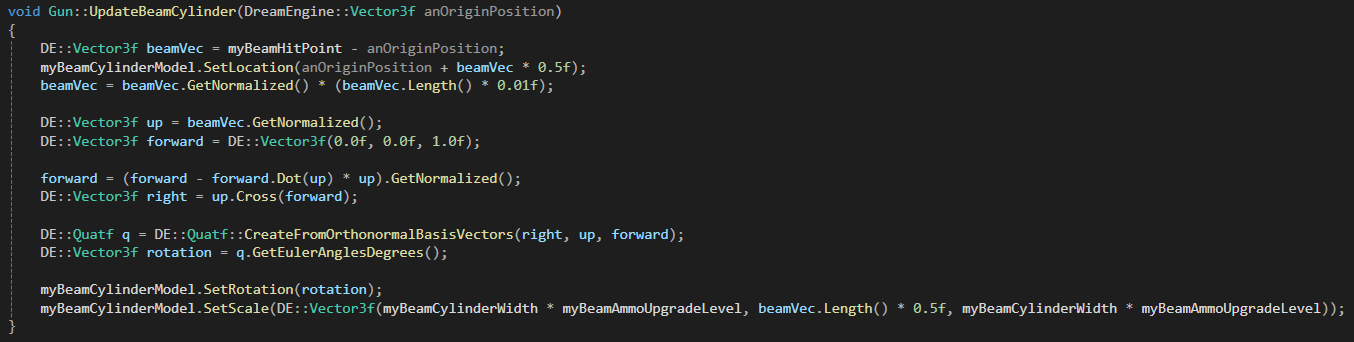 void Gun::UpdateBeamCylinder(DreamEngine::Vector3f anOriginPosition)
{
    DE::Vector3f beamVec = myBeamHitPoint - anOriginPosition;
    myBeamCylinderModel.SetLocation(anOriginPosition + beamVec * 0.5f);
    beamVec = beamVec.GetNormalized() * (beamVec.Length() * 0.01f);

    DE::Vector3f up = beamVec.GetNormalized();
    DE::Vector3f forward = DE::Vector3f(0.0f, 0.0f, 1.0f);

    forward = (forward - forward.Dot(up) * up).GetNormalized();
    DE::Vector3f right = up.Cross(forward);

    DE::Quatf q = DE::Quatf::CreateFromOrthonormalBasisVectors(right, up, forward);
    DE::Vector3f rotation = q.GetEulerAnglesDegrees();

    myBeamCylinderModel.SetRotation(rotation);
    myBeamCylinderModel.SetScale(DE::Vector3f(myBeamCylinderWidth * myBeamAmmoUpgradeLevel, beamVec.Length() * 0.5f, myBeamCylinderWidth * myBeamAmmoUpgradeLevel));
}